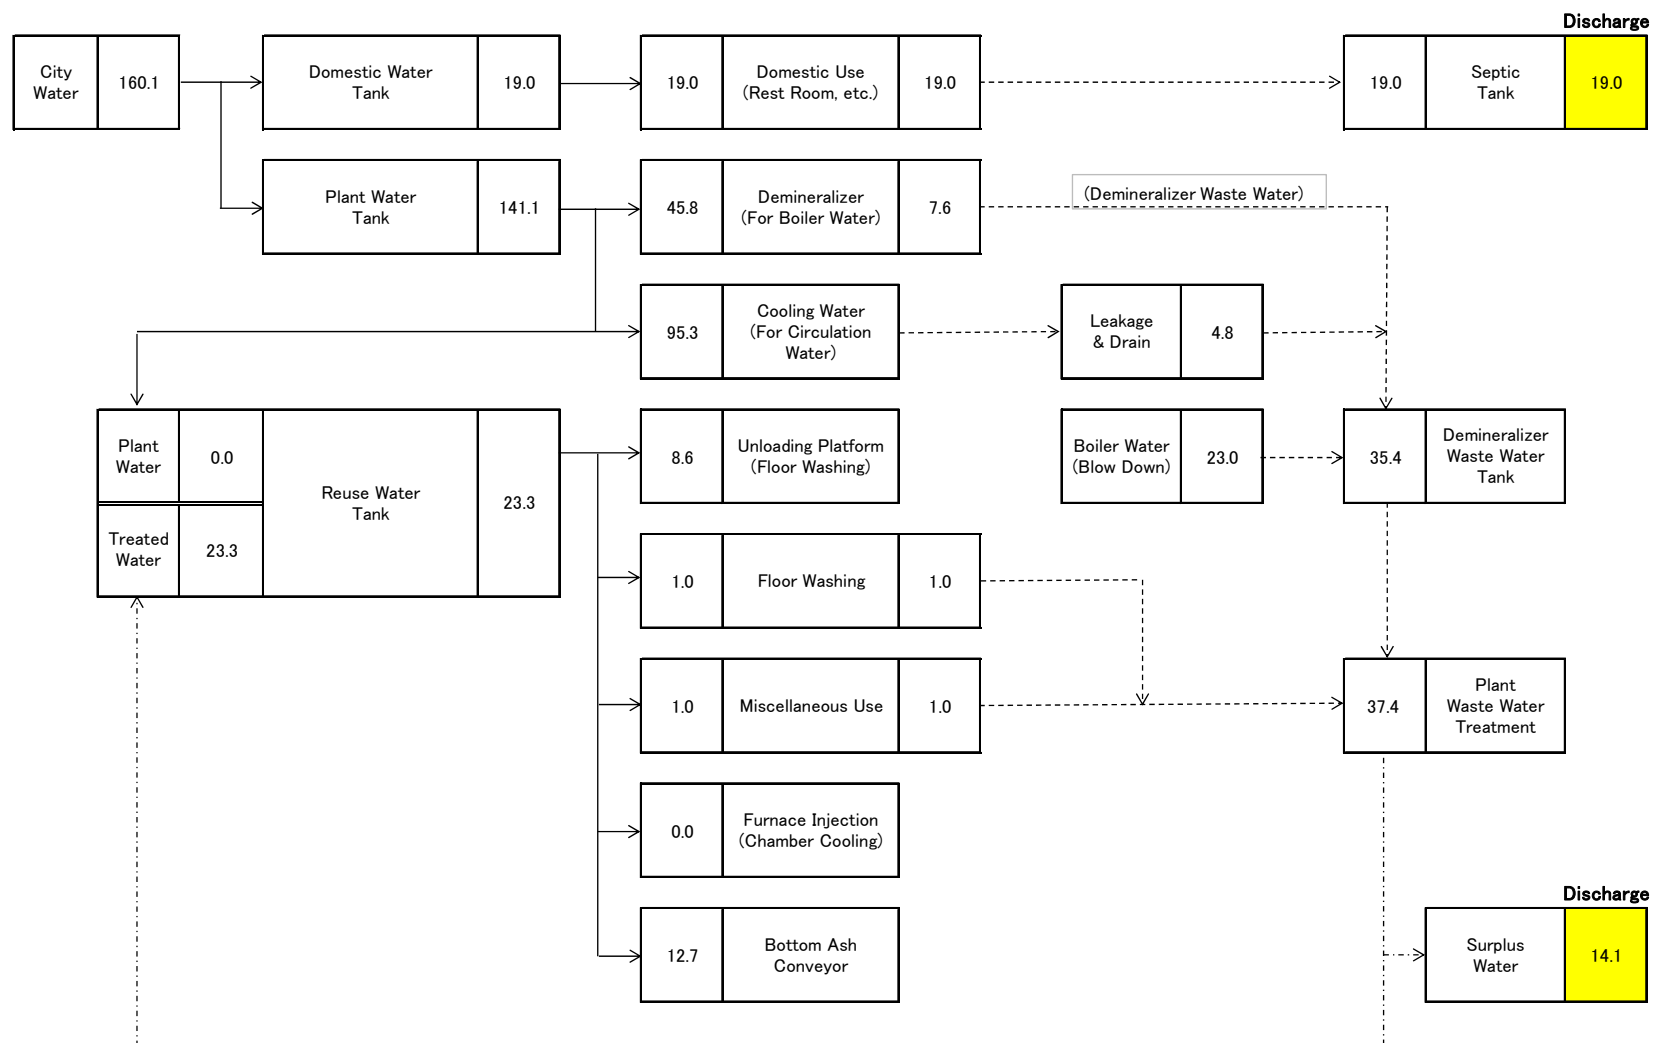 Discharge
City
Water
160.1
Domestic Water
Tank
19.0
19.0
Domestic Use
(Rest Room, etc.)
19.0
19.0
Septic
Tank
19.0
Plant Water
Tank
141.1
45.8
Demineralizer
(For Boiler Water)
7.6
(Demineralizer Waste Water)
95.3
Cooling Water
(For Circulation
Water)
Leakage
& Drain
4.8
Plant
Water
0.0
Treated
Water
23.3
Reuse Water
Tank
23.3
8.6
Unloading Platform
(Floor Washing)
Boiler Water
(Blow Down)
23.0
35.4
Demineralizer
Waste Water
Tank
1.0
Floor Washing
1.0
1.0
Miscellaneous Use
1.0
37.4
Plant
Waste Water
Treatment
0.0
Furnace Injection
(Chamber Cooling)
Discharge
12.7
Bottom Ash
Conveyor
Surplus
Water
14.1